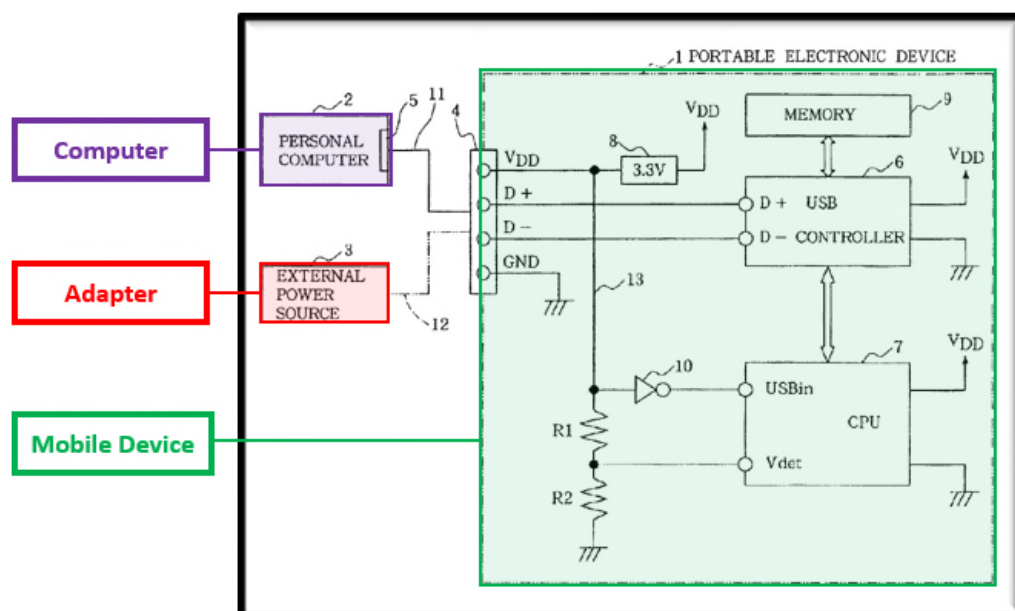 1 PORTABLE ELECTRONIC DEVICE
2
5
11
4
Computer
PERSONAL
COMPUTER
VDD
8
3.3V
VDD
MEMORY
9
6
VDD
D +
D + USB
D - CONTROLLER
D -
GND
3
Adapter
EXTERNAL
POWER
SOURCE
12
13
7
VDD
10
USBin
CPU
Mobile Device
R1
Vdet
R2